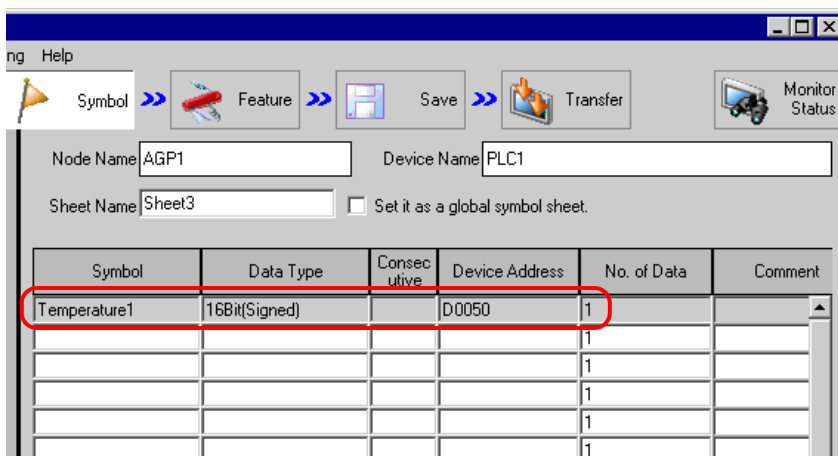 ng Help
Symbol >> Feature >> Save >> Transfer Monitor
Status
Node Name AGP1 Device Name PLC1
Sheet Name Sheet3 Set it as a global symbol sheet.
Symbol Data Type Consec
utive Device Address No. of Data Comment
Temperature1 16Bit(Signed) D0050 1
1
1
1
1
1